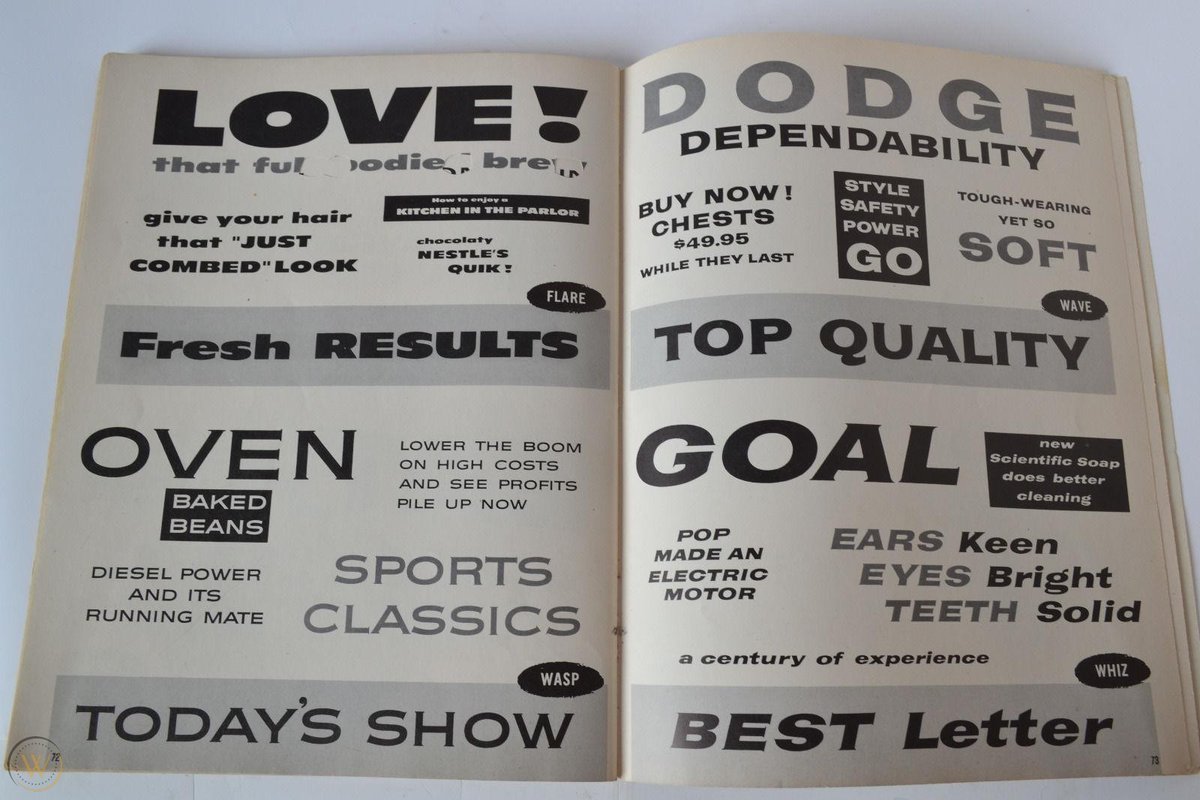 LOVE!
that
give your hair
that "JUST
COMBED" LOOK
How to enjoy a
KITCHEN IN THE PARLOR
chocolaty
NESTLE'S
QUIK!
FLARE
Fresh RESULTS
OVEN
BAKED
BEANS
LOWER THE BOOM
ON HIGH COSTS
AND SEE PROFITS
PILE UP NOW
DIESEL POWER
AND ITS
RUNNING MATE
SPORTS
CLASSICS
WASP
TODAY'S SHOW
72
W
DODGE
DEPENDABILITY
BUY NOW!
CHESTS
$49.95
WHILE THEY LAST
STYLE
SAFETY
POWER
GO
TOUGH-WEARING
YET SO
SOFT
WAVE
TOP QUALITY
GOAL
new
Scientific Soap
does better
cleaning
POP
MADE AN
ELECTRIC
MOTOR
EARS Keen
EYES Bright
TEETH Solid
a century of experience
WHIZ
BEST Letter
73